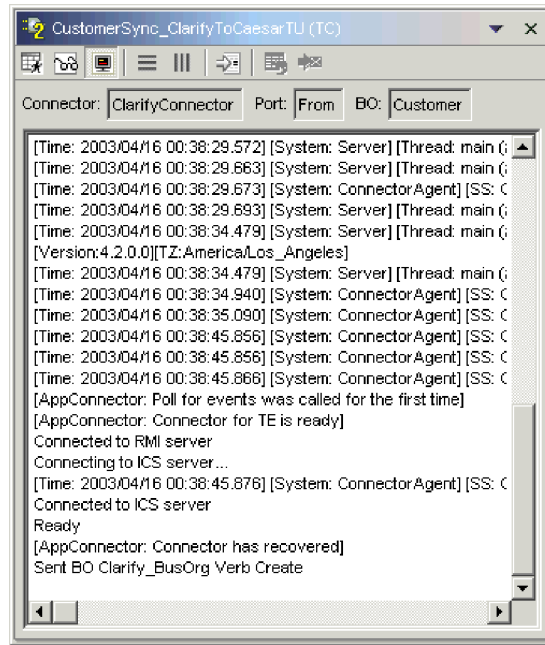 CustomerSync_ClarifyToCaesarTU (TC)
Connector: ClarifyConnector Port: From BO: Customer
[Time: 2003/04/16 00:38:29.572] [System: Server] [Thread: main (
[Time: 2003/04/16 00:38:29.663] [System: Server] [Thread: main (
[Time: 2003/04/16 00:38:29.673] [System: ConnectorAgent] [SS: C
[Time: 2003/04/16 00:38:29.693] [System: Server] [Thread: main (
[Time: 2003/04/16 00:38:34.479] [System: Server] [Thread: main (
[Version:4.2.0.0][TZ:America/Los_Angeles]
[Time: 2003/04/16 00:38:34.479] [System: Server] [Thread: main (
[Time: 2003/04/16 00:38:34.940] [System: ConnectorAgent] [SS: C
[Time: 2003/04/16 00:38:35.090] [System: ConnectorAgent] [SS: C
[Time: 2003/04/16 00:38:45.856] [System: ConnectorAgent] [SS: C
[Time: 2003/04/16 00:38:45.856] [System: ConnectorAgent] [SS: C
[Time: 2003/04/16 00:38:45.866] [System: ConnectorAgent] [SS: C
[AppConnector: Poll for events was called for the first time]
[AppConnector: Connector for TE is ready]
Connected to RMI server
Connecting to ICS server...
[Time: 2003/04/16 00:38:45.876] [System: ConnectorAgent] [SS: C
Connected to ICS server
Ready
[AppConnector: Connector has recovered]
Sent BO Clarify_BusOrg Verb Create